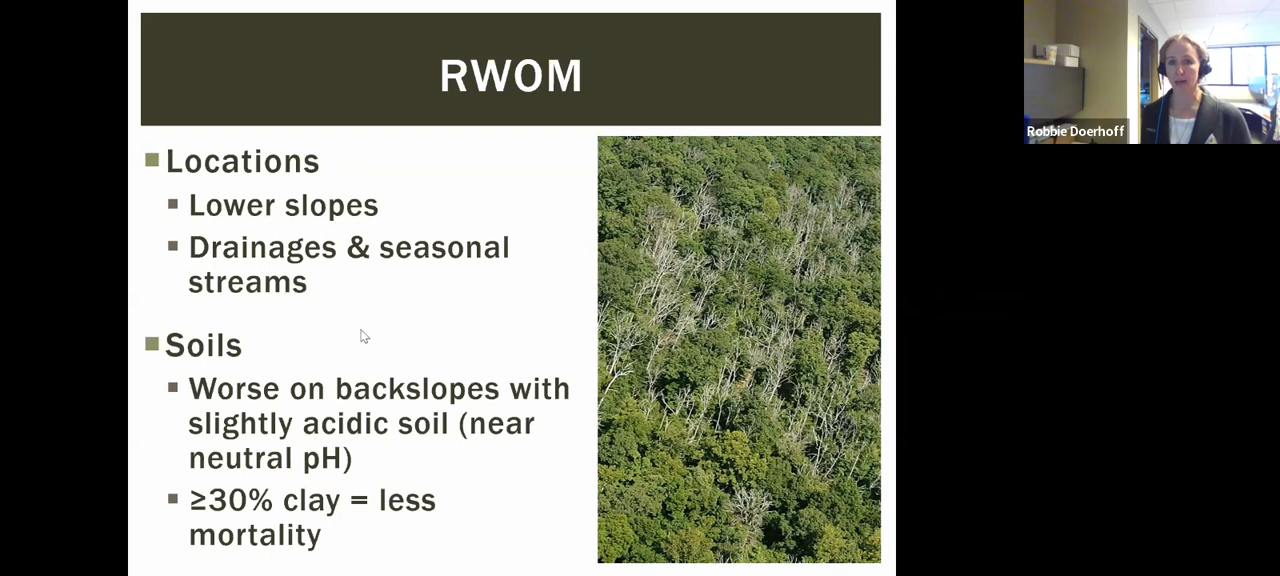 RWOM
Locations
Lower slopes
Drainages & seasonal
streams
Soils
Worse on backslopes with
slightly acidic soil (near
neutral pH)
≥30% clay = less
mortality
Robbie Doerhoff